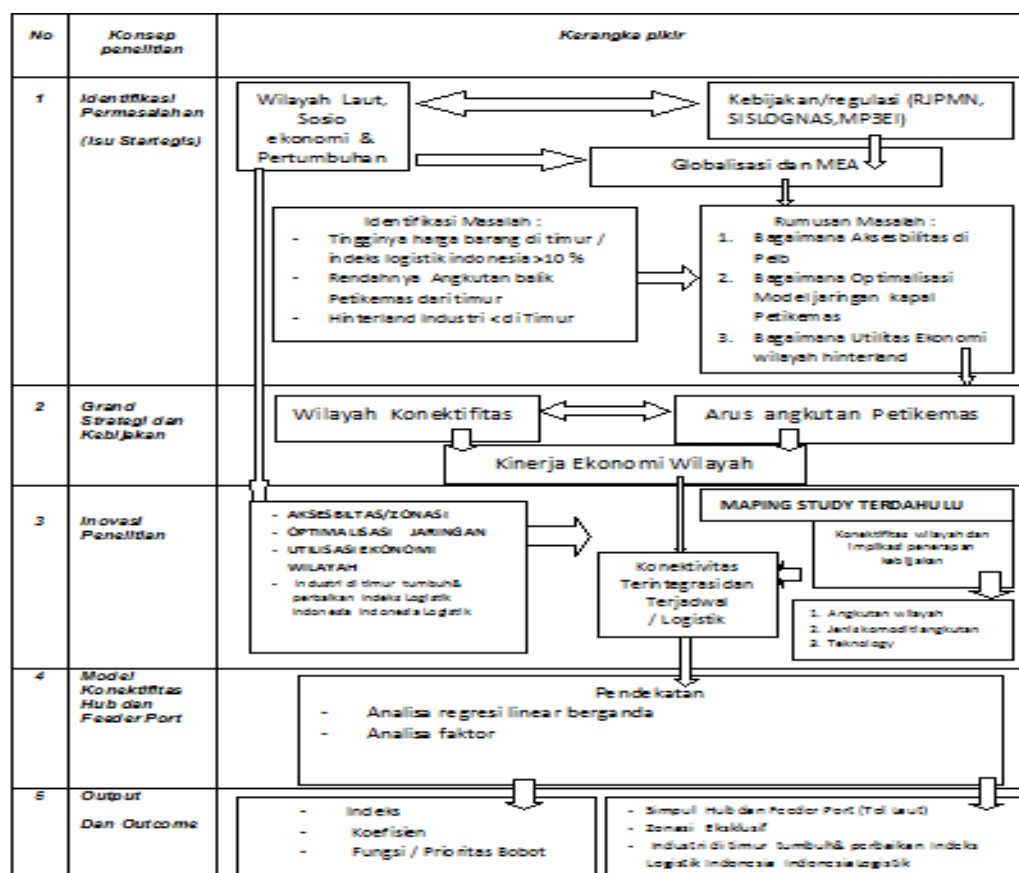 No
Konsep
penelitian
Kerangka pikir
1
Identifikasi
Permasalahan
(Isu Startegis)
Wilayah Laut,
Sosio
ekonomi &
Pertumbuhan
Kebijakan/regulasi (RJPMN,
SISLOGNAS,MP3EI)
Globalisasi dan MEA
Identifikasi Masalah :
- Tingginya harga barang di timur /
indeks logistik indonesia >10 %
- Rendahnya Angkutan balik
Petikemas dari timur
- Hinterland Industri < di Timur
Rumusan Masalah :
1. Bagaimana Aksesbilitas di
Pelb
2. Bagaimana Optimalisasi
Model jaringan kapal
Petikemas
3. Bagaimana Utilitas Ekonomi
wilayah hinterland
2
Grand
Strategi dan
Kebijakan
Wilayah Konektifitas
Arus angkutan Petikemas
Kinerja Ekonomi Wilayah
3
Inovasi
Penelitian
- AKSESBILTAS/ZONASI
- OPTIMALISASI JARINGAN
- UTILISASI EKONOMI
WILAYAH
- Industri di timur tumbuh&
perbaikan Indeks Logistik
Indonesia Indonesia Logistik
Konektivitas
Terintegrasi dan
Terjadwal
/ Logistik
MAPING STUDY TERDAHULU
Konektifitas wilayah dan
Implikasi penerapan
kebijakan
1. Angkutan wilayah
2. Jenis komoditi angkutan
3. Teknology
4
Model
Konektifitas
Hub dan
Feeder Port
Pendekatan
- Analisa regresi linear berganda
- Analisa faktor
5
Output
Dan Outcome
- Indeks
- Koefisien
- Fungsi / Prioritas Bobot
- Simpul Hub dan Feeder Port (Tol Laut)
- Zonasi Eksklusif
- Industri di timur tumbuh& perbaikan Indeks
Logistik Indonesia IndonesiaLogistik